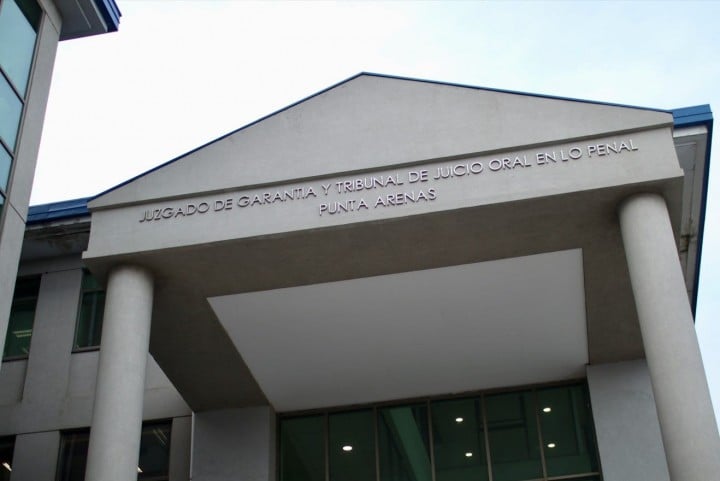 JUZGADO DE GARANTIA Y TRIBUNAL DE JUICIO ORAL EN LO PENAL
PUNTA ARENAS